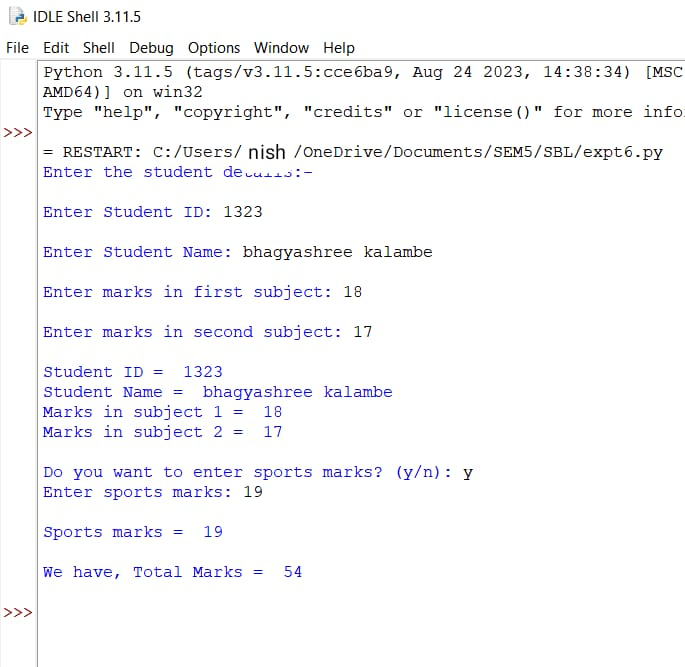 IDLE Shell 3.11.5
File Edit Shell Debug Options Window Help
Python 3.11.5 (tags/v3.11.5:cce6ba9, Aug 24 2023, 14:38:34) [MSC
AMD64)] on win32
Type "help", "copyright", "credits" or "license()" for more info
>>>
= RESTART: C:/Users/ nish /OneDrive/Documents/SEM5/SBL/expt6.py
Enter the student :-
Enter Student ID: 1323
Enter Student Name: bhagyashree kalambe
Enter marks in first subject: 18
Enter marks in second subject: 17
Student ID =  1323
Student Name =  bhagyashree kalambe
Marks in subject 1 =  18
Marks in subject 2 =  17
Do you want to enter sports marks? (y/n): y
Enter sports marks: 19
Sports marks =  19
We have, Total Marks =  54
>>>